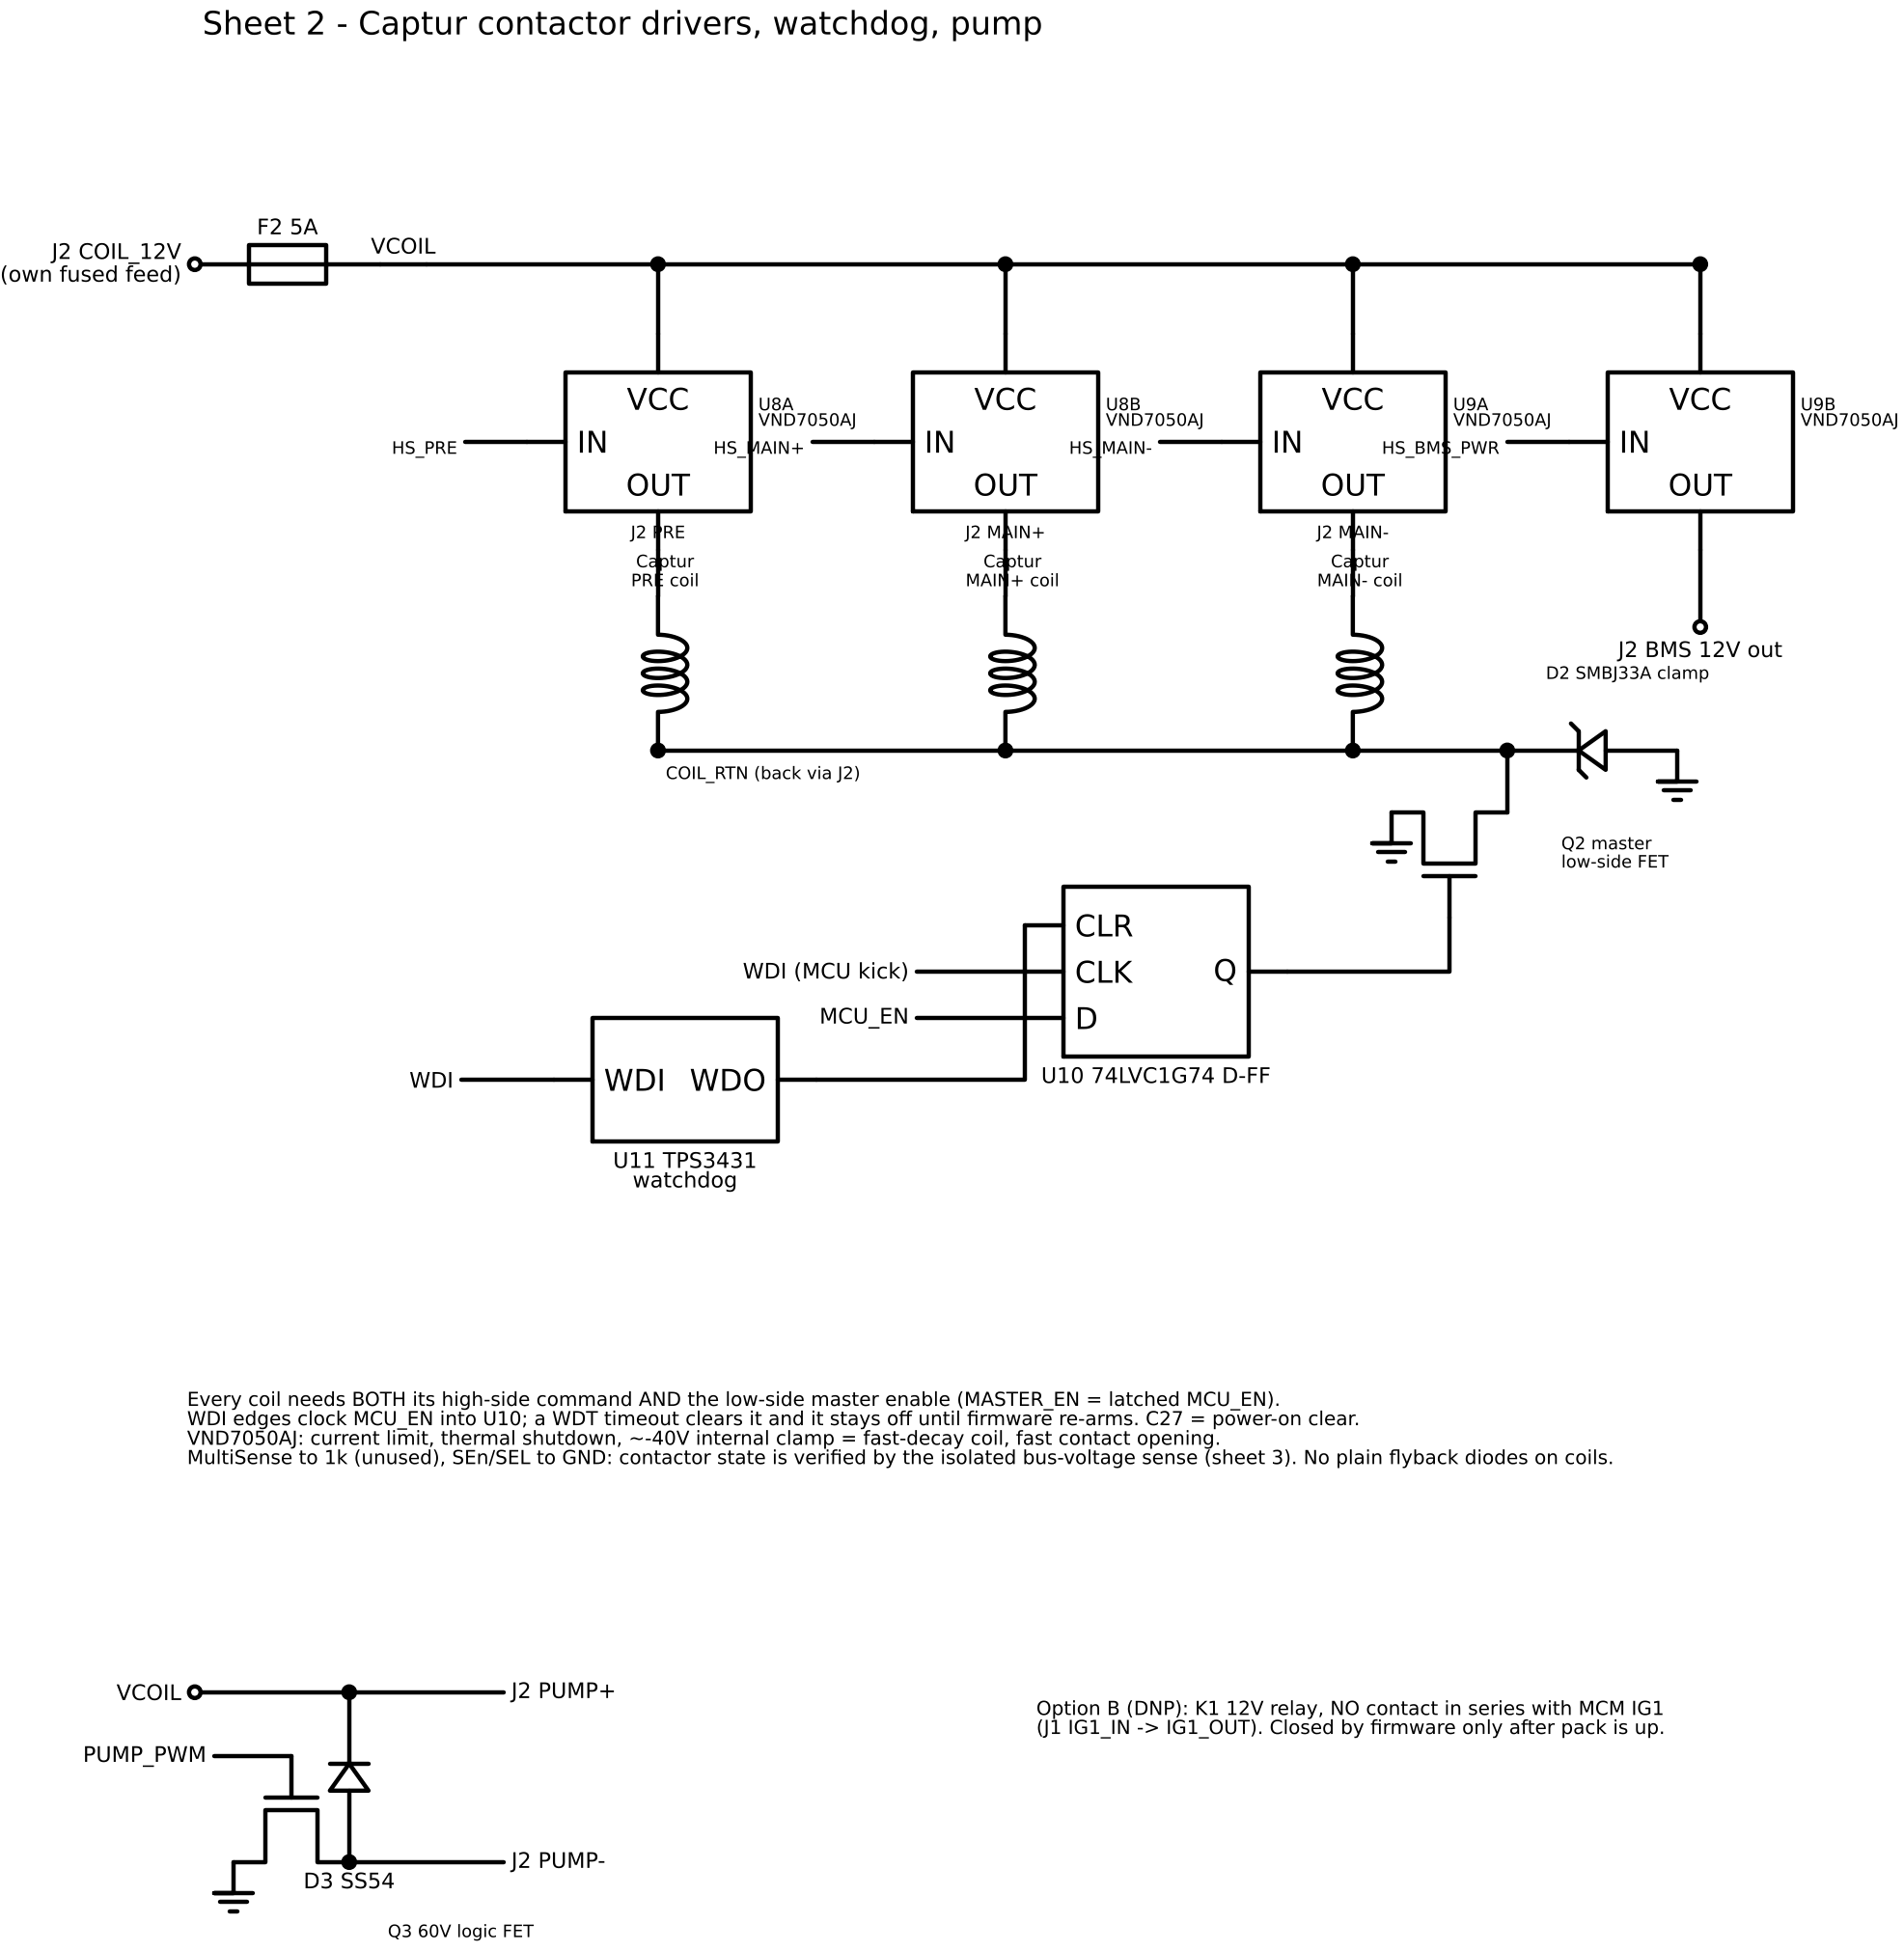 Sheet 2 - Captur contactor drivers, watchdog, pump
F2 5A
J2 COIL_12V
(own fused feed)
VCOIL
VCC
IN
OUT
U8A
VND7050AJ
HS_PRE
VCC
IN
OUT
U8B
VND7050AJ
HS_MAIN+
VCC
IN
OUT
U9A
VND7050AJ
HS_MAIN-
VCC
IN
OUT
U9B
VND7050AJ
HS_BMS_PWR
J2 PRE
Captur
PRE coil
J2 MAIN+
Captur
MAIN+ coil
J2 MAIN-
Captur
MAIN- coil
J2 BMS 12V out
D2 SMBJ33A clamp
COIL_RTN (back via J2)
Q2 master
low-side FET
CLR
CLK
D
Q
WDI (MCU kick)
MCU_EN
U10 74LVC1G74 D-FF
WDI
WDI
WDO
U11 TPS3431
watchdog
Every coil needs BOTH its high-side command AND the low-side master enable (MASTER_EN = latched MCU_EN).
WDI edges clock MCU_EN into U10; a WDT timeout clears it and it stays off until firmware re-arms. C27 = power-on clear.
VND7050AJ: current limit, thermal shutdown, ~-40V internal clamp = fast-decay coil, fast contact opening.
MultiSense to 1k (unused), SEn/SEL to GND: contactor state is verified by the isolated bus-voltage sense (sheet 3). No plain flyback diodes on coils.
VCOIL
J2 PUMP+
PUMP_PWM
J2 PUMP-
D3 SS54
Q3 60V logic FET
Option B (DNP): K1 12V relay, NO contact in series with MCM IG1
(J1 IG1_IN -> IG1_OUT). Closed by firmware only after pack is up.